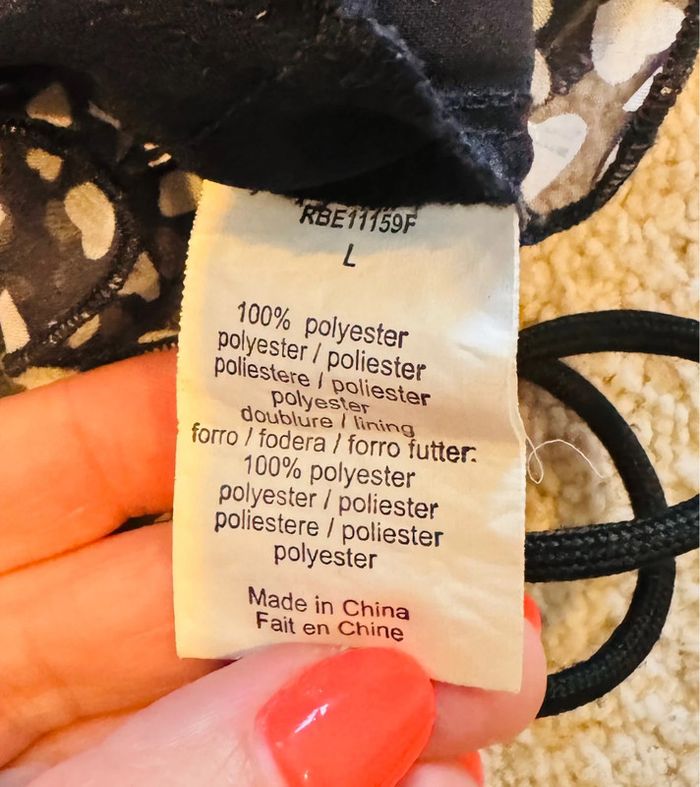 RBE11159F
L
100% polyester
polyester / poliester
poliestere / poliester
polyester
doublure / lining
forro / fodera / forro futter:
100% polyester
polyester / poliester
poliestere / poliester
polyester
Made in China
Fait en Chine